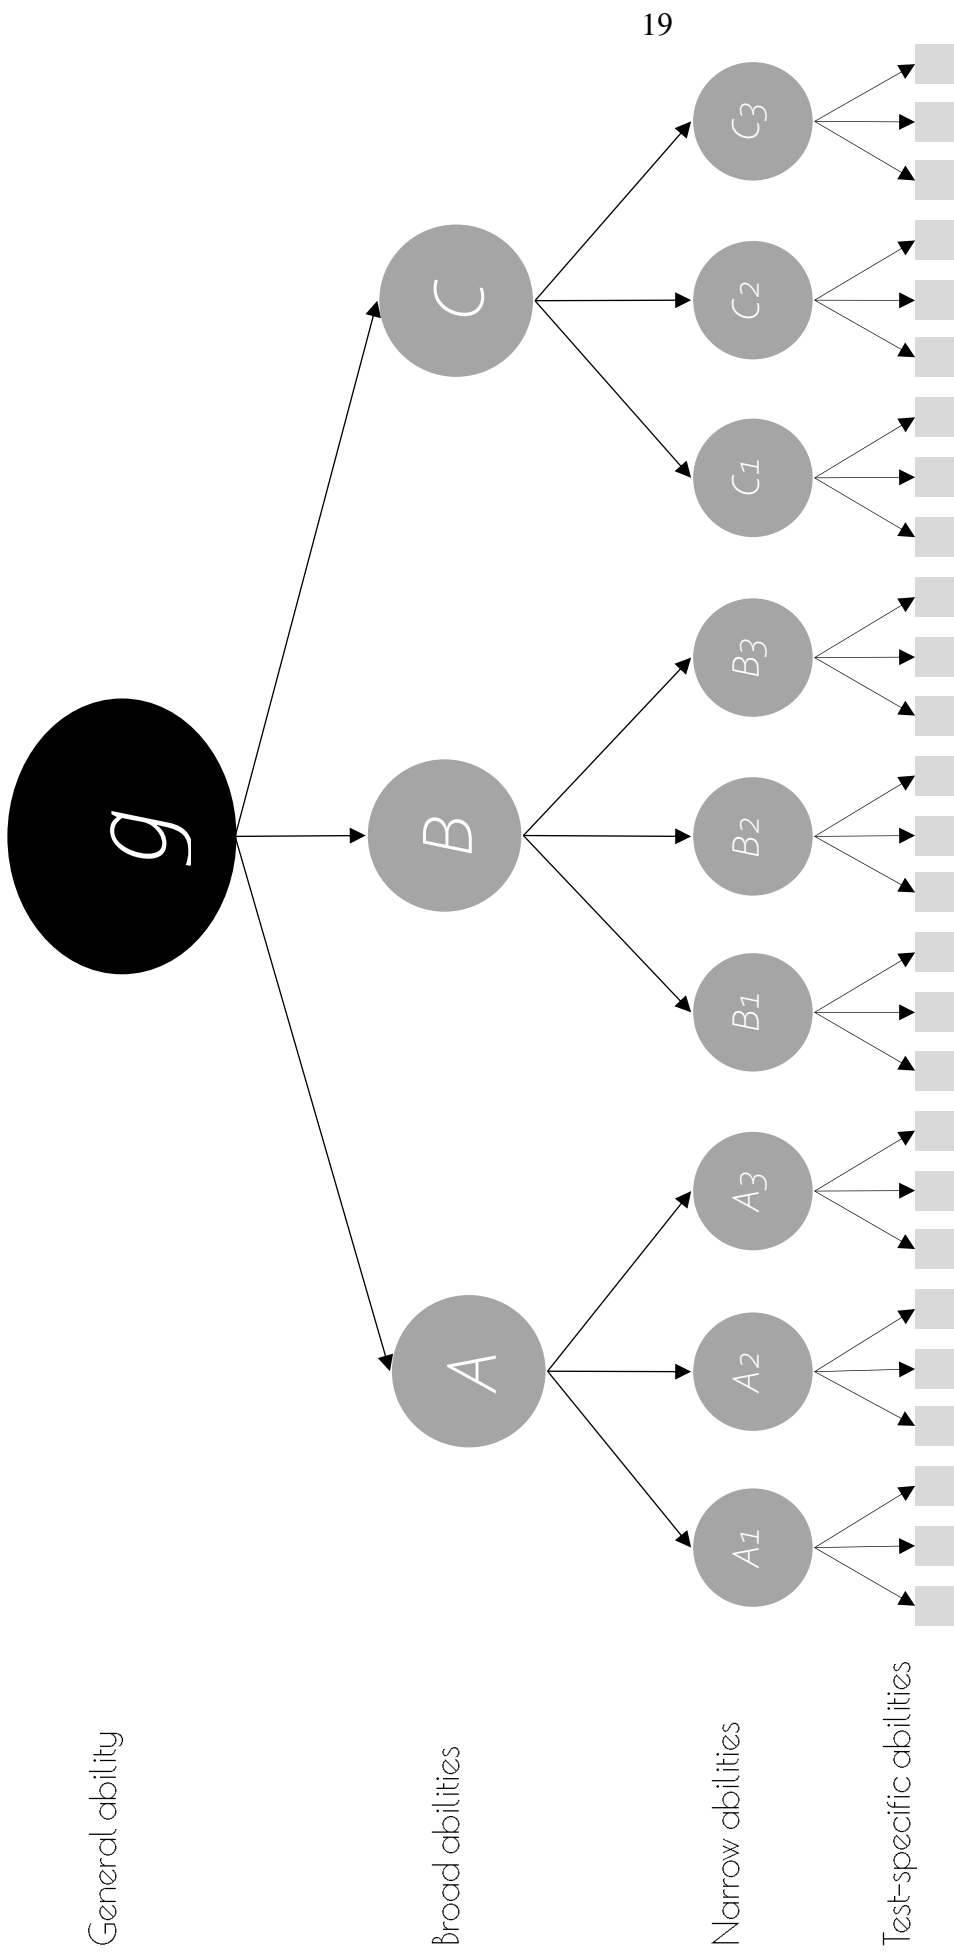 19
General ability
g
Broad abilities
A B C
Narrow abilities
A1 A2 A3 B1 B2 B3 C1 C2 C3
Test-specific abilities